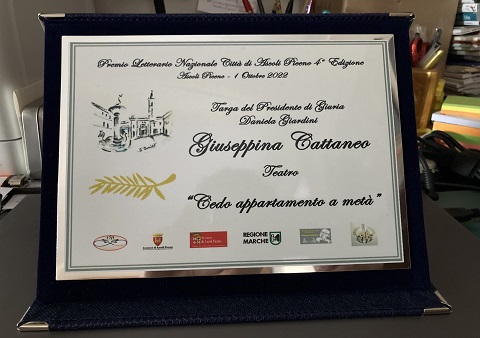 Premio Letterario Nazionale Città di Ascoli Piceno 4° Edizione
Ascoli Piceno - 1 Ottobre 2022
Targa del Presidente di Giuria
Daniela Giardini
Giuseppina Cattaneo
Teatro
"Cedo appartamento a metà"
REGIONE
MARCHE